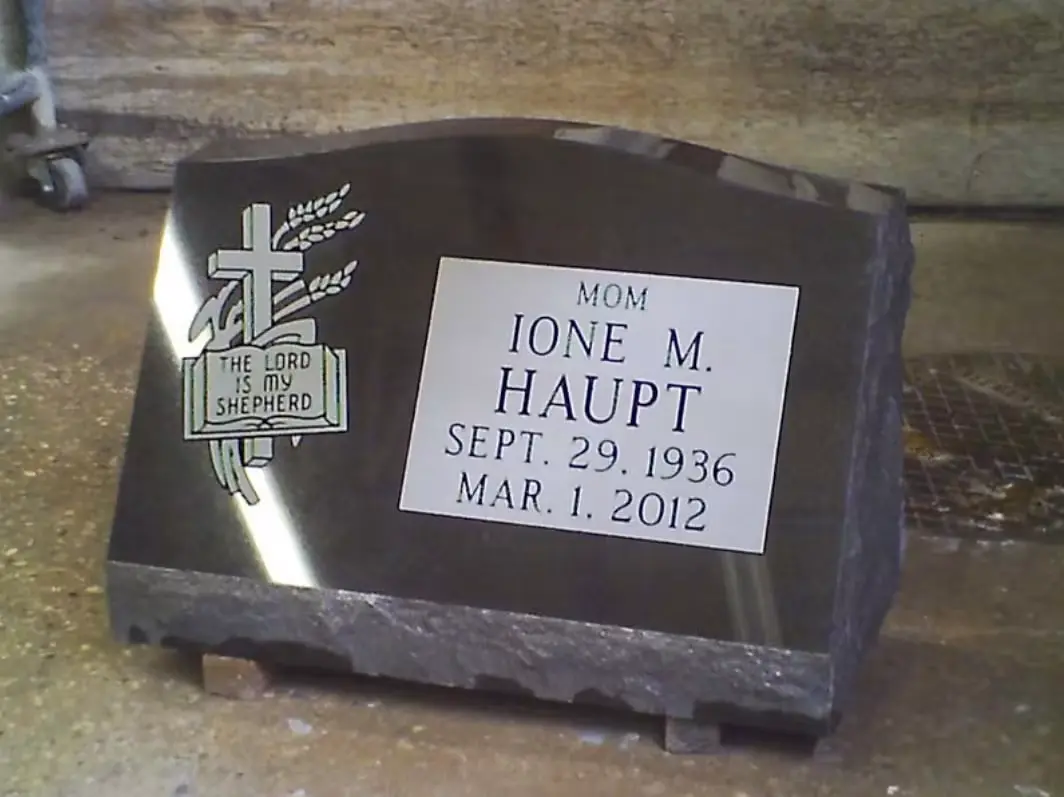 THE LORD
IS MY
SHEPHERD
MOM
IONE M.
HAUPT
SEPT. 29. 1936
MAR. 1. 2012